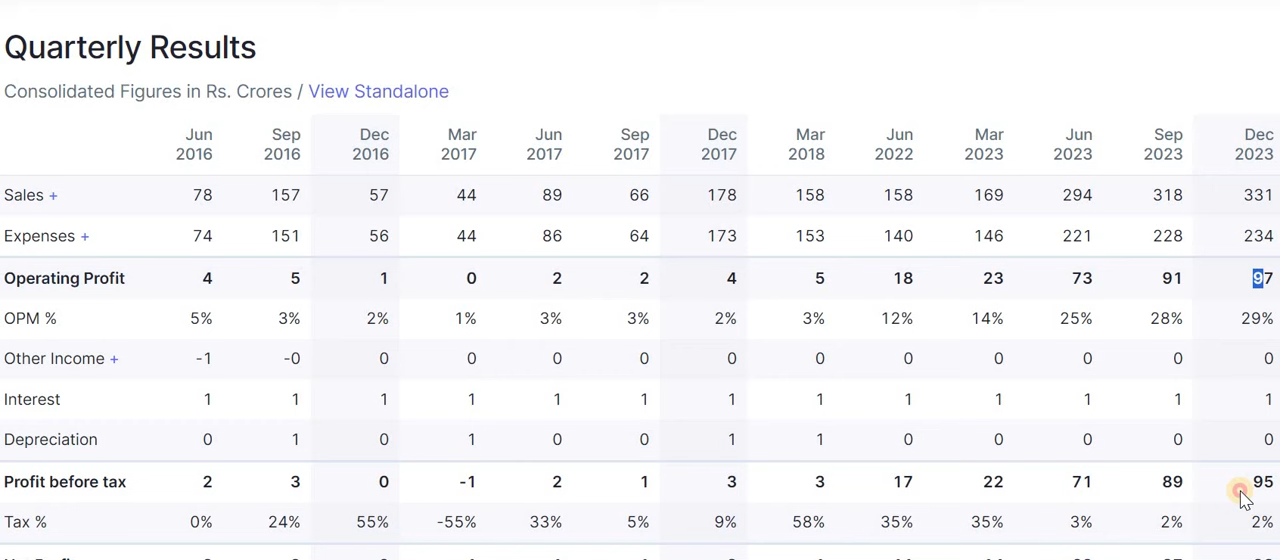 Quarterly Results
Consolidated Figures in Rs. Crores / View Standalone
Jun 2016 Sep 2016 Dec 2016 Mar 2017 Jun 2017 Sep 2017 Dec 2017 Mar 2018 Jun 2022 Mar 2023 Jun 2023 Sep 2023 Dec 2023
Sales + 78 157 57 44 89 66 178 158 158 169 294 318 331
Expenses + 74 151 56 44 86 64 173 153 140 146 221 228 234
Operating Profit 4 5 1 0 2 2 4 5 18 23 73 91 97
OPM % 5% 3% 2% 1% 3% 3% 2% 3% 12% 14% 25% 28% 29%
Other Income + -1 -0 0 0 0 0 0 0 0 0 0 0 0
Interest 1 1 1 1 1 1 1 1 1 1 1 1 1
Depreciation 0 1 0 1 0 0 1 1 0 0 0 0 0
Profit before tax 2 3 0 -1 2 1 3 3 17 22 71 89 95
Tax % 0% 24% 55% -55% 33% 5% 9% 58% 35% 35% 3% 2% 2%